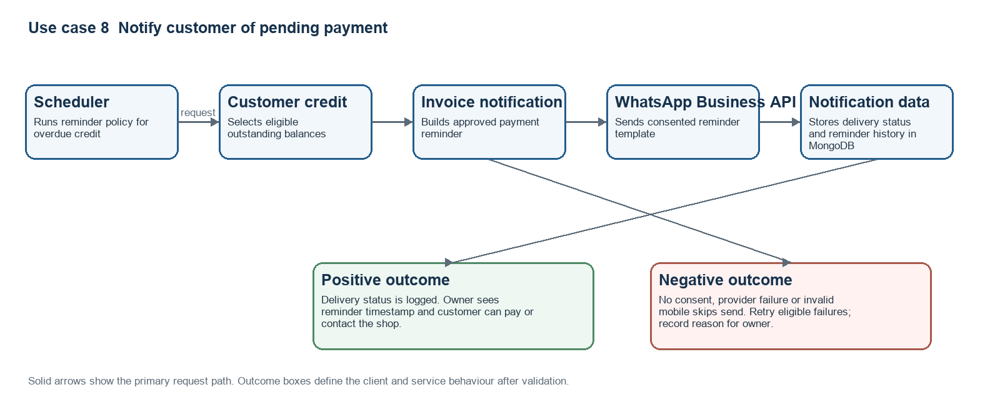 Use case 8  Notify customer of pending payment
Scheduler
Runs reminder policy for
overdue credit
request
Customer credit
Selects eligible
outstanding balances
Invoice notification
Builds approved payment
reminder
WhatsApp Business API
Sends consented reminder
template
Notification data
Stores delivery status
and reminder history in
MongoDB
Positive outcome
Delivery status is logged. Owner sees
reminder timestamp and customer can pay or
contact the shop.
Negative outcome
No consent, provider failure or invalid
mobile skips send. Retry eligible failures;
record reason for owner.
Solid arrows show the primary request path. Outcome boxes define the client and service behaviour after validation.